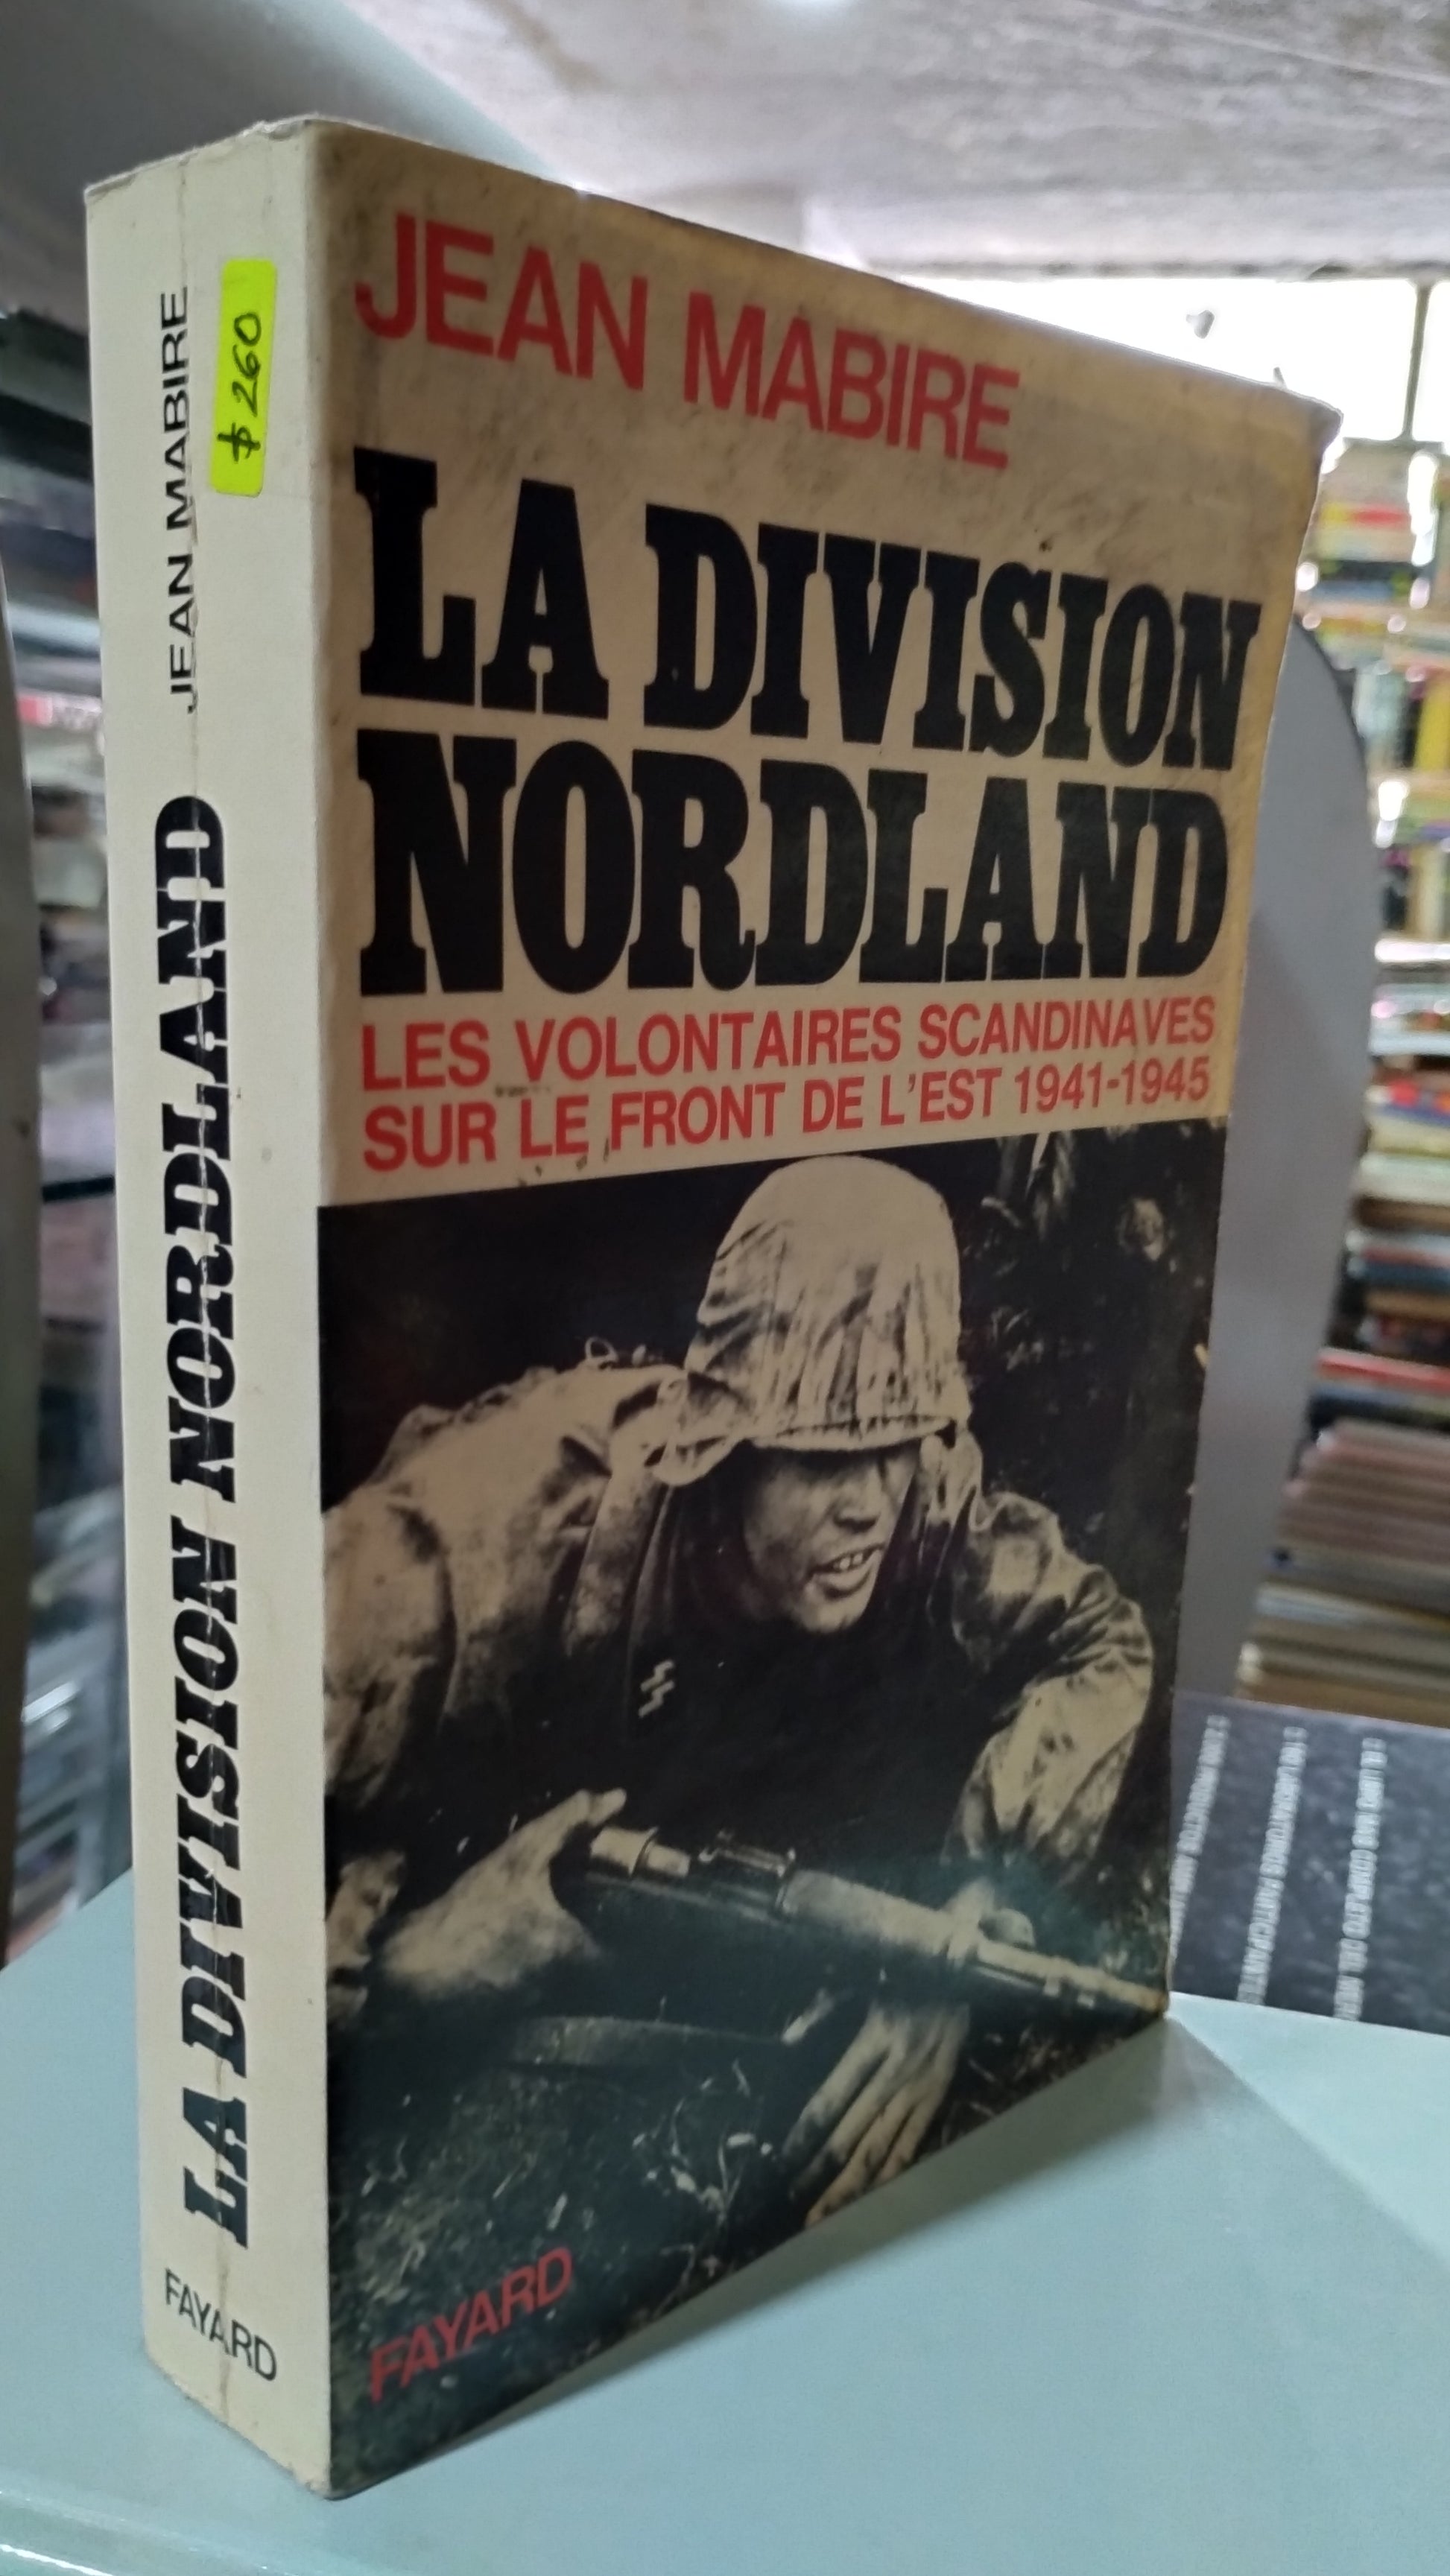 JEAN MABIRE
LA DIVISION
NORDLAND
LES VOLONTAIRES SCANDINAVES
SUR LE FRONT DE L'EST 1941-1945
FAYARD
JEAN MABIRE
$ 260
LA DIVISION NORDLAND
FAYARD